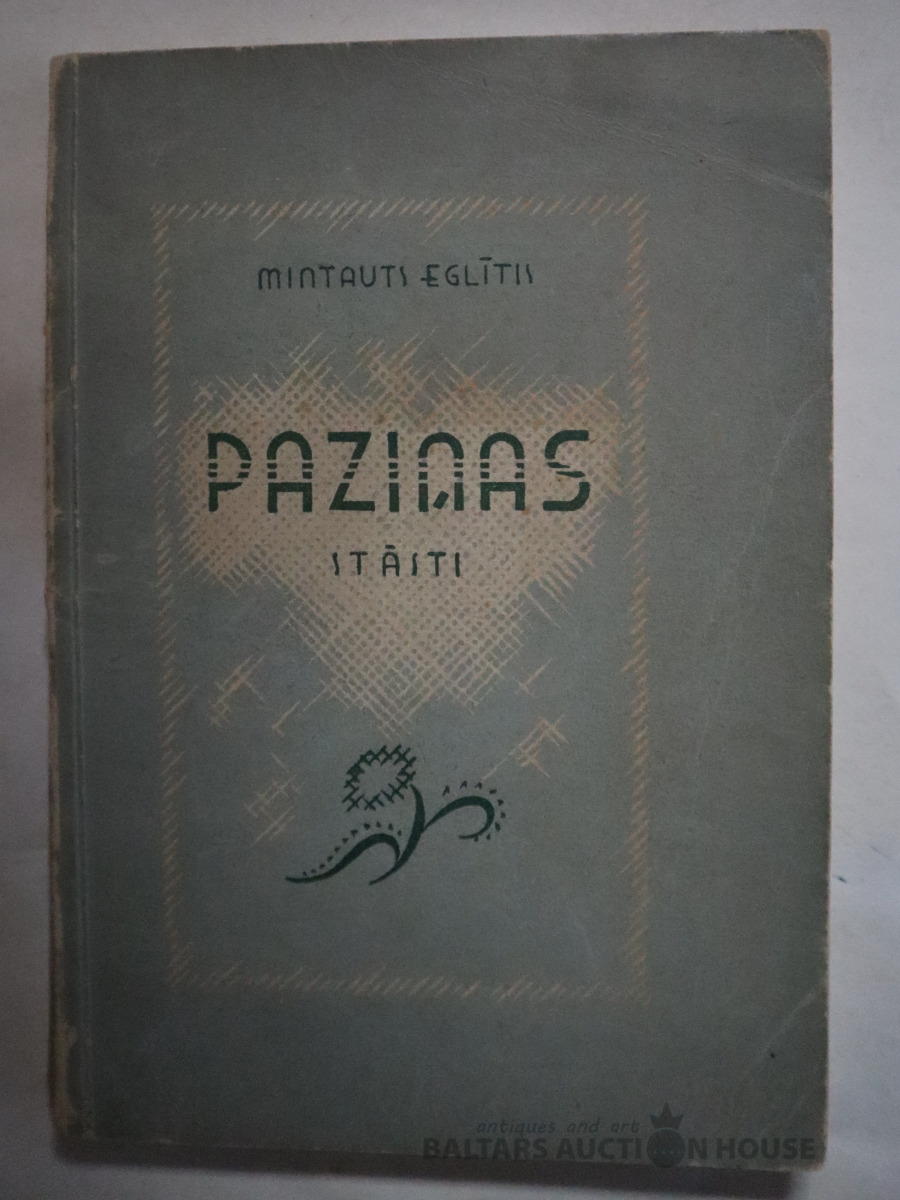 MINTAUTS EGLĪTIS
PAZIŅAS
STĀSTI
antiques and art
BALTARS AUCTION HOUSE